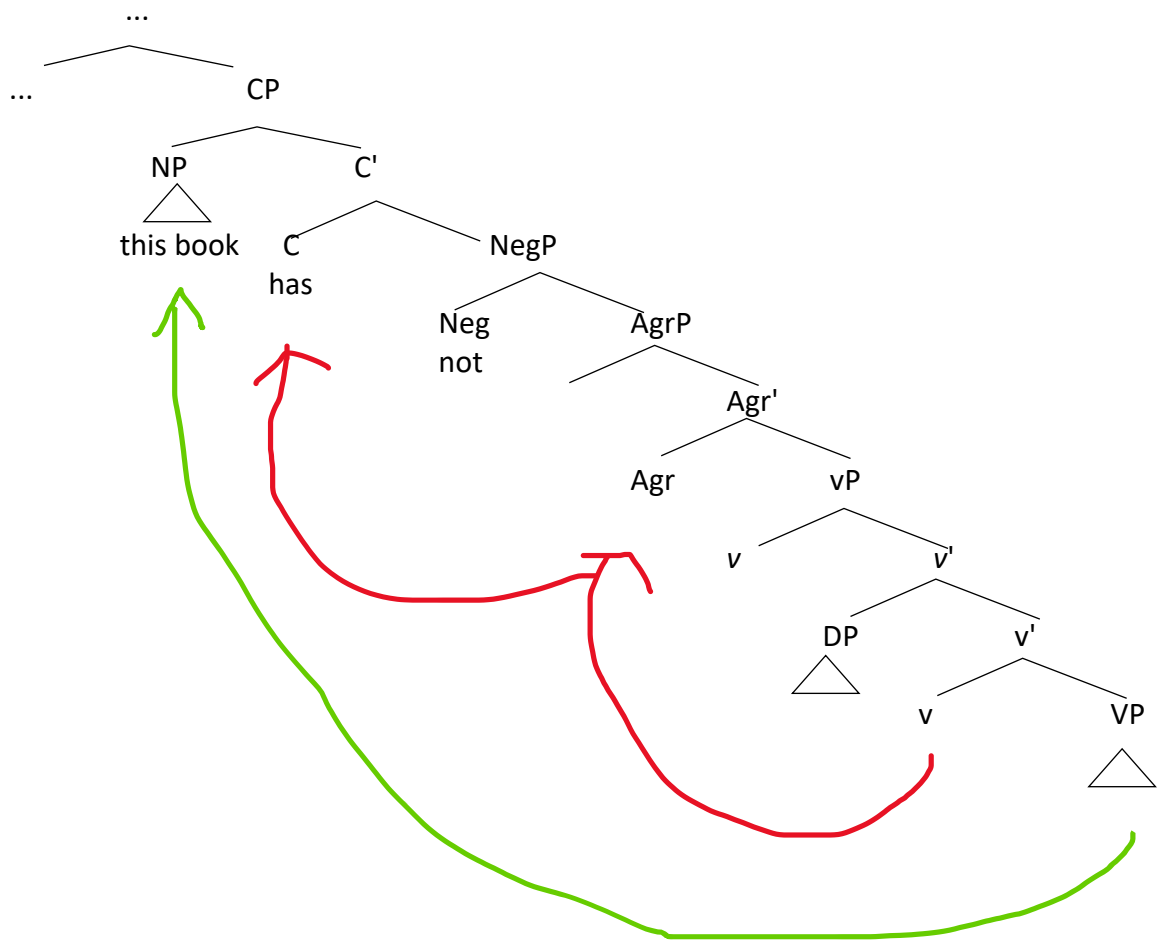 ...
... CP
NP C'
this book C NegP
has
Neg AgrP
not
Agr'
Agr vP
v v'
DP v'
v VP